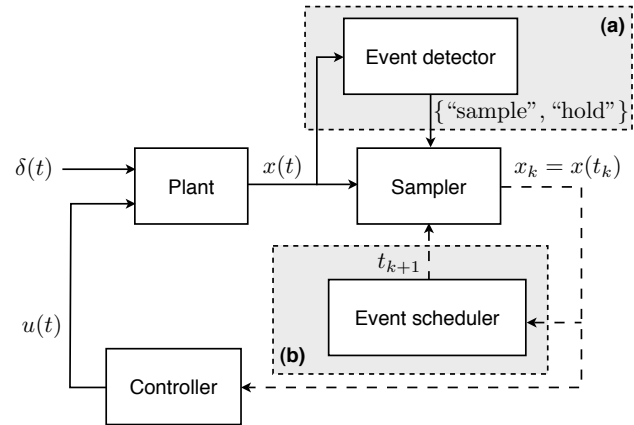 (a)
Event detector
{“sample”, “hold”}
δ(t)
Plant
x(t)
Sampler
x_k = x(t_k)
t_{k+1}
u(t)
Event scheduler
(b)
Controller